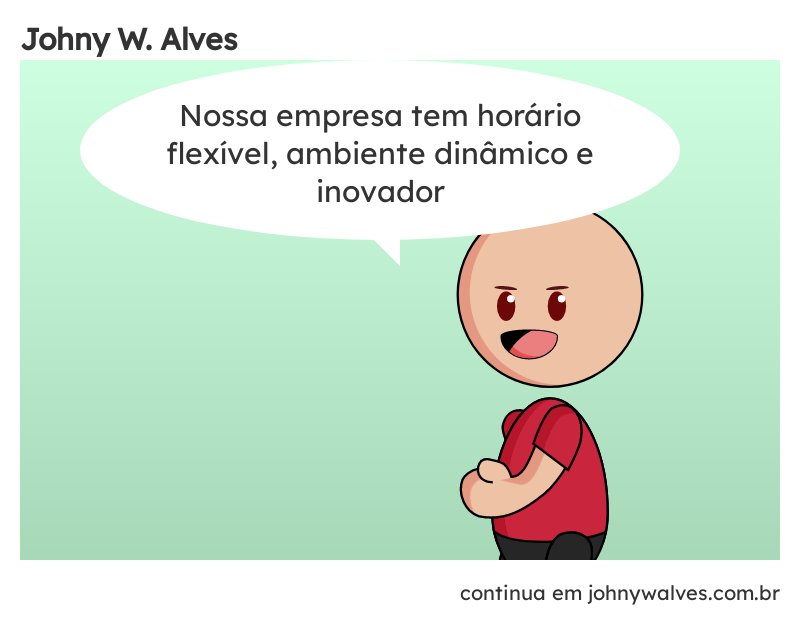 Johny W. Alves
Nossa empresa tem horário
flexível, ambiente dinâmico e
inovador
continua em johnywalves.com.br